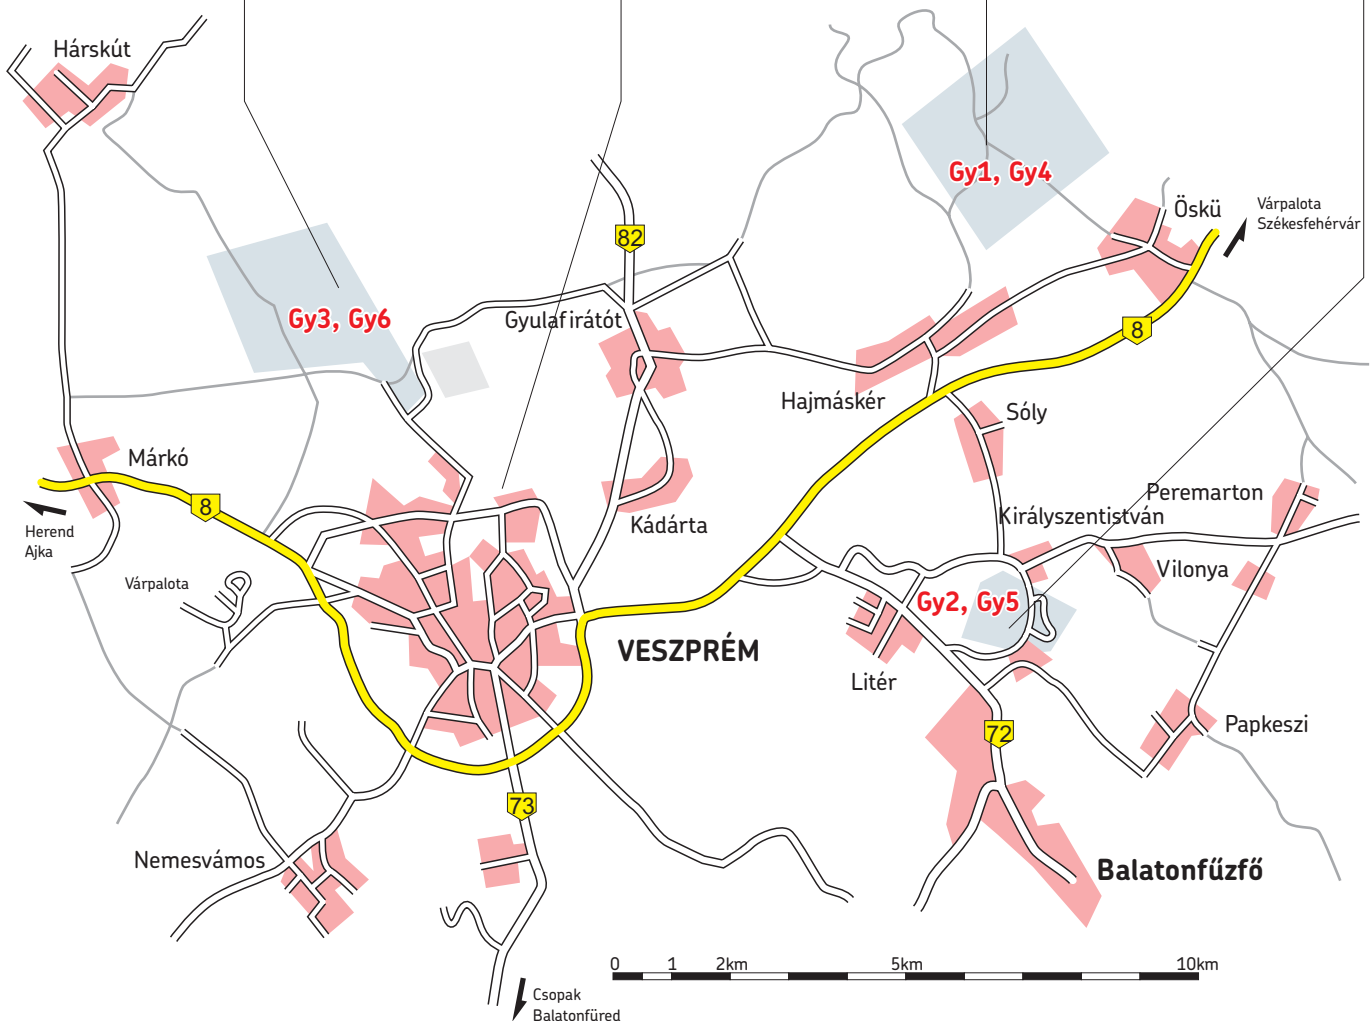 Hárskút
Gy1, Gy4
Öskü
Várpalota
Székesfehérvár
82
Gy3, Gy6
Gyulafirátót
8
Hajmáskér
Sóly
Márkó
8
Peremarton
Királyszentistván
Kádárta
Herend
Ajka
Várpalota
Vilonya
Gy2, Gy5
VESZPRÉM
Litér
72
Papkeszi
73
Nemesvámos
Balatonfűzfő
0 1 2km 5km 10km
Csopak
Balatonfüred